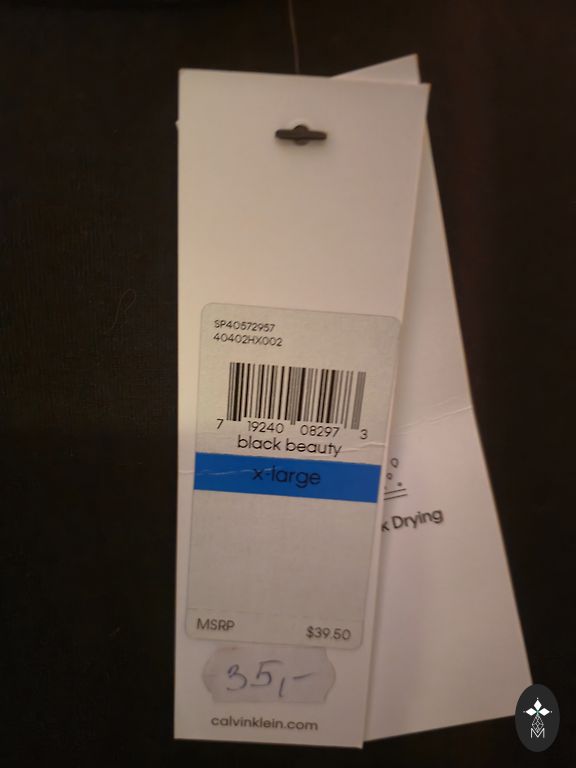 SP40572957
40402HX002
7 19240 08297 3
black beauty
x-large
k Drying
MSRP $39.50
35,-
calvinklein.com
M